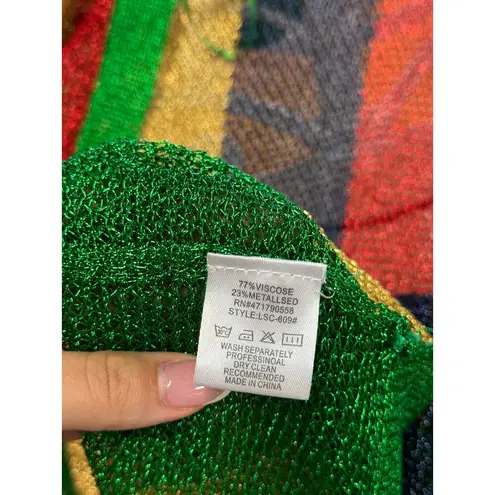 77%VISCOSE
23%METALLSED
RN#471790558
STYLE:LSC-609#
WASH SEPARATELY
PROFESSINOAL
DRY CLEAN
RECOMMENDED
MADE IN CHINA